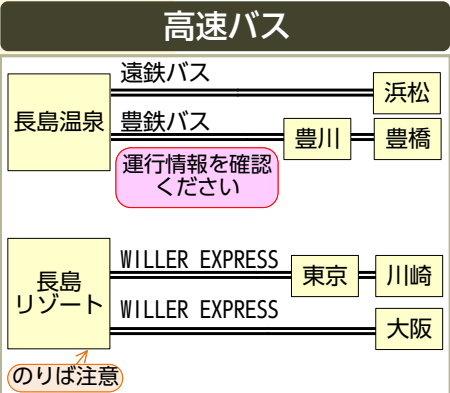 高速バス
遠鉄バス
浜松
長島温泉
豊鉄バス
豊川
豊橋
運行情報を確認
ください
WILLER EXPRESS
東京
川崎
長島
リゾート
WILLER EXPRESS
大阪
のりば注意